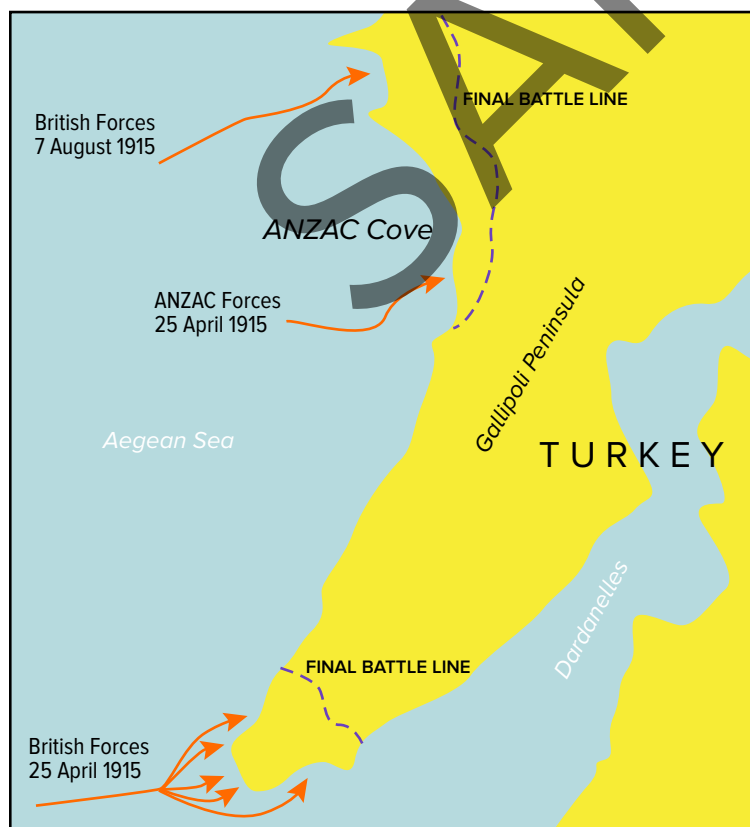 FINAL BATTLE LINE
British Forces
7 August 1915
ANZAC Cove
ANZAC Forces
25 April 1915
Gallipoli Peninsula
Aegean Sea
TURKEY
Dardanelles
FINAL BATTLE LINE
British Forces
25 April 1915